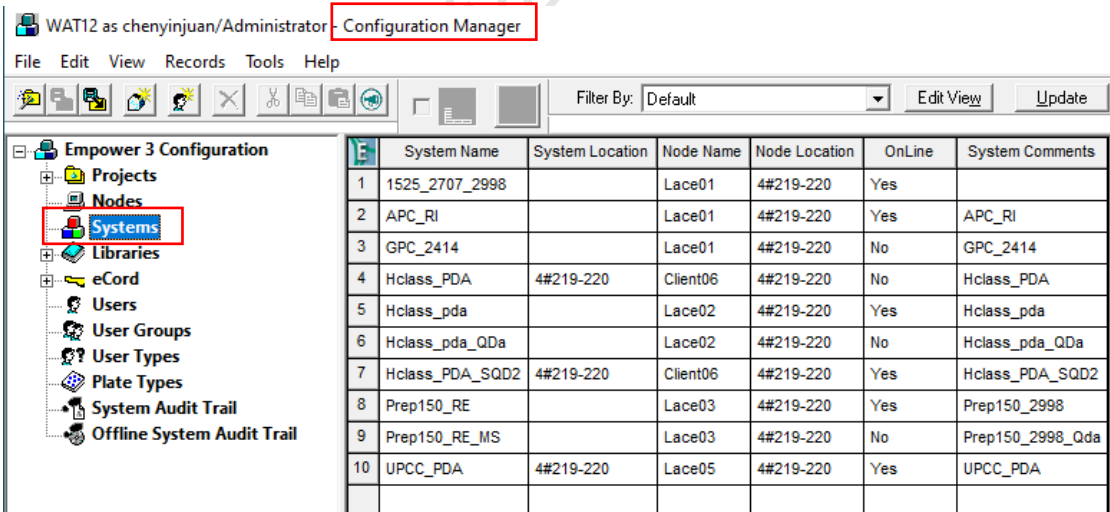 WAT12 as chenyinjuan/Administrator - Configuration Manager
File Edit View Records Tools Help
Filter By: Default Edit View Update
Empower 3 Configuration
Projects
Nodes
Systems
Libraries
eCord
Users
User Groups
User Types
Plate Types
System Audit Trail
Offline System Audit Trail
System Name System Location Node Name Node Location OnLine System Comments
1 1525_2707_2998 Lace01 4#219-220 Yes
2 APC_RI Lace01 4#219-220 Yes APC_RI
3 GPC_2414 Lace01 4#219-220 No GPC_2414
4 Hclass_PDA 4#219-220 Client06 4#219-220 No Hclass_PDA
5 Hclass_pda Lace02 4#219-220 Yes Hclass_pda
6 Hclass_pda_QDa Lace02 4#219-220 No Hclass_pda_QDa
7 Hclass_PDA_SQD2 4#219-220 Client06 4#219-220 Yes Hclass_PDA_SQD2
8 Prep150_RE Lace03 4#219-220 Yes Prep150_2998
9 Prep150_RE_MS Lace03 4#219-220 No Prep150_2998_Qda
10 UPCC_PDA 4#219-220 Lace05 4#219-220 Yes UPCC_PDA